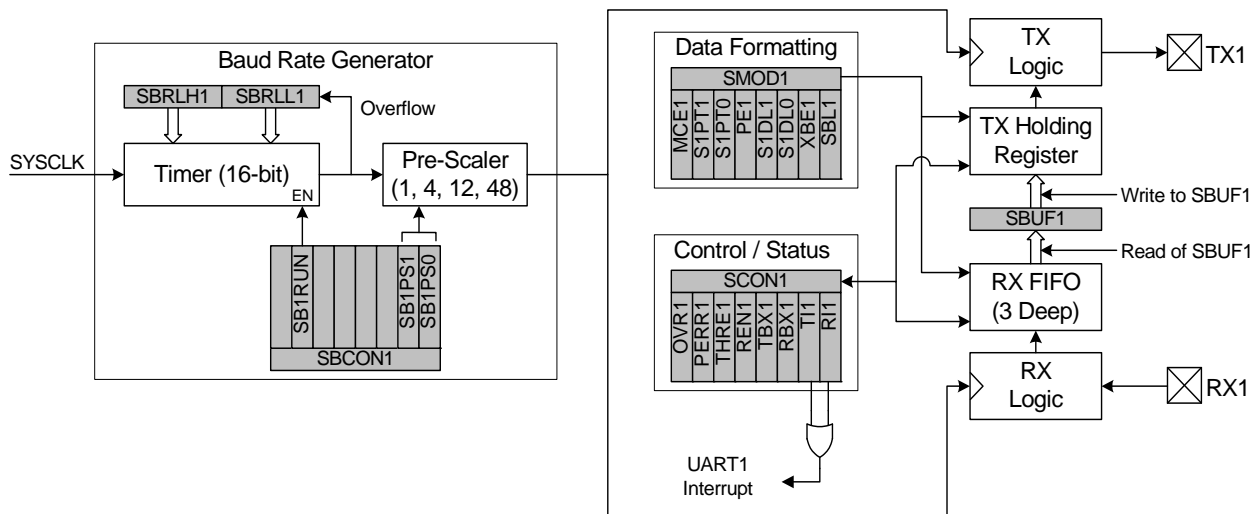 Baud Rate Generator
SBRLH1 SBRLL1
Overflow
SYSCLK
Timer (16-bit)
EN
Pre-Scaler
(1, 4, 12, 48)
SB1RUN
SB1PS1
SB1PS0
SBCON1
Data Formatting
SMOD1
MCE1
S1PT1
S1PT0
PE1
S1DL1
S1DL0
XBE1
SBL1
Control / Status
SCON1
OVR1
PERR1
THRE1
REN1
TBX1
RBX1
TI1
RI1
UART1
Interrupt
TX
Logic
TX1
TX Holding
Register
Write to SBUF1
SBUF1
Read of SBUF1
RX FIFO
(3 Deep)
RX
Logic
RX1